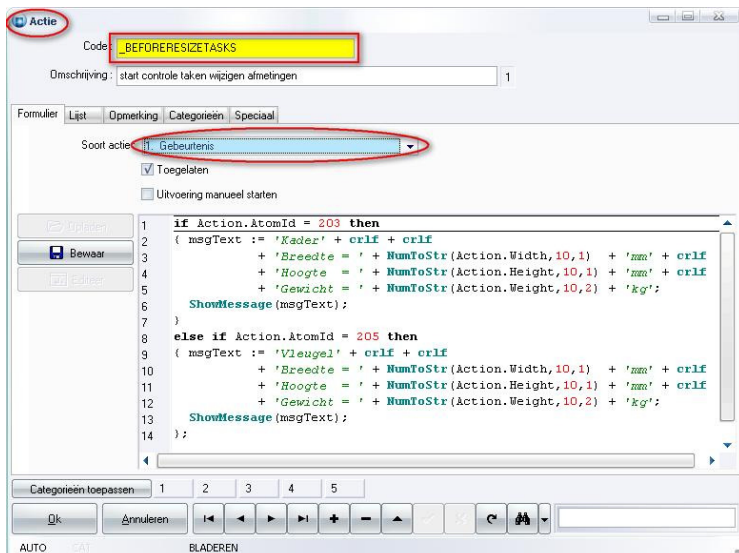 Actie
Code: _BEFORERESIZETASKS
Omschrijving: start controle taken wijzigen afmetingen 1
Formulier Lijst Opmerking Categorieën Speciaal
Soort actie: 1. Gebeurtenis
Toegelaten
Uitvoering manueel starten
Opladen
Bewaar
Editeer
1 if Action.AtomId = 203 then
2 { msgText := 'Kader' + crlf + crlf
3 + 'Breedte = ' + NumToStr(Action.Width,10,1) + 'mm' + crlf
4 + 'Hoogte = ' + NumToStr(Action.Height,10,1) + 'mm' + crlf
5 + 'Gewicht = ' + NumToStr(Action.Weight,10,2) + 'kg';
6 ShowMessage(msgText);
7 }
8 else if Action.AtomId = 205 then
9 { msgText := 'Vleugel' + crlf + crlf
10 + 'Breedte = ' + NumToStr(Action.Width,10,1) + 'mm' + crlf
11 + 'Hoogte = ' + NumToStr(Action.Height,10,1) + 'mm' + crlf
12 + 'Gewicht = ' + NumToStr(Action.Weight,10,2) + 'kg';
13 ShowMessage(msgText);
14 };
Categorieën toepassen 1 2 3 4 5
Ok Annuleren
AUTO CA1 BLADEREN